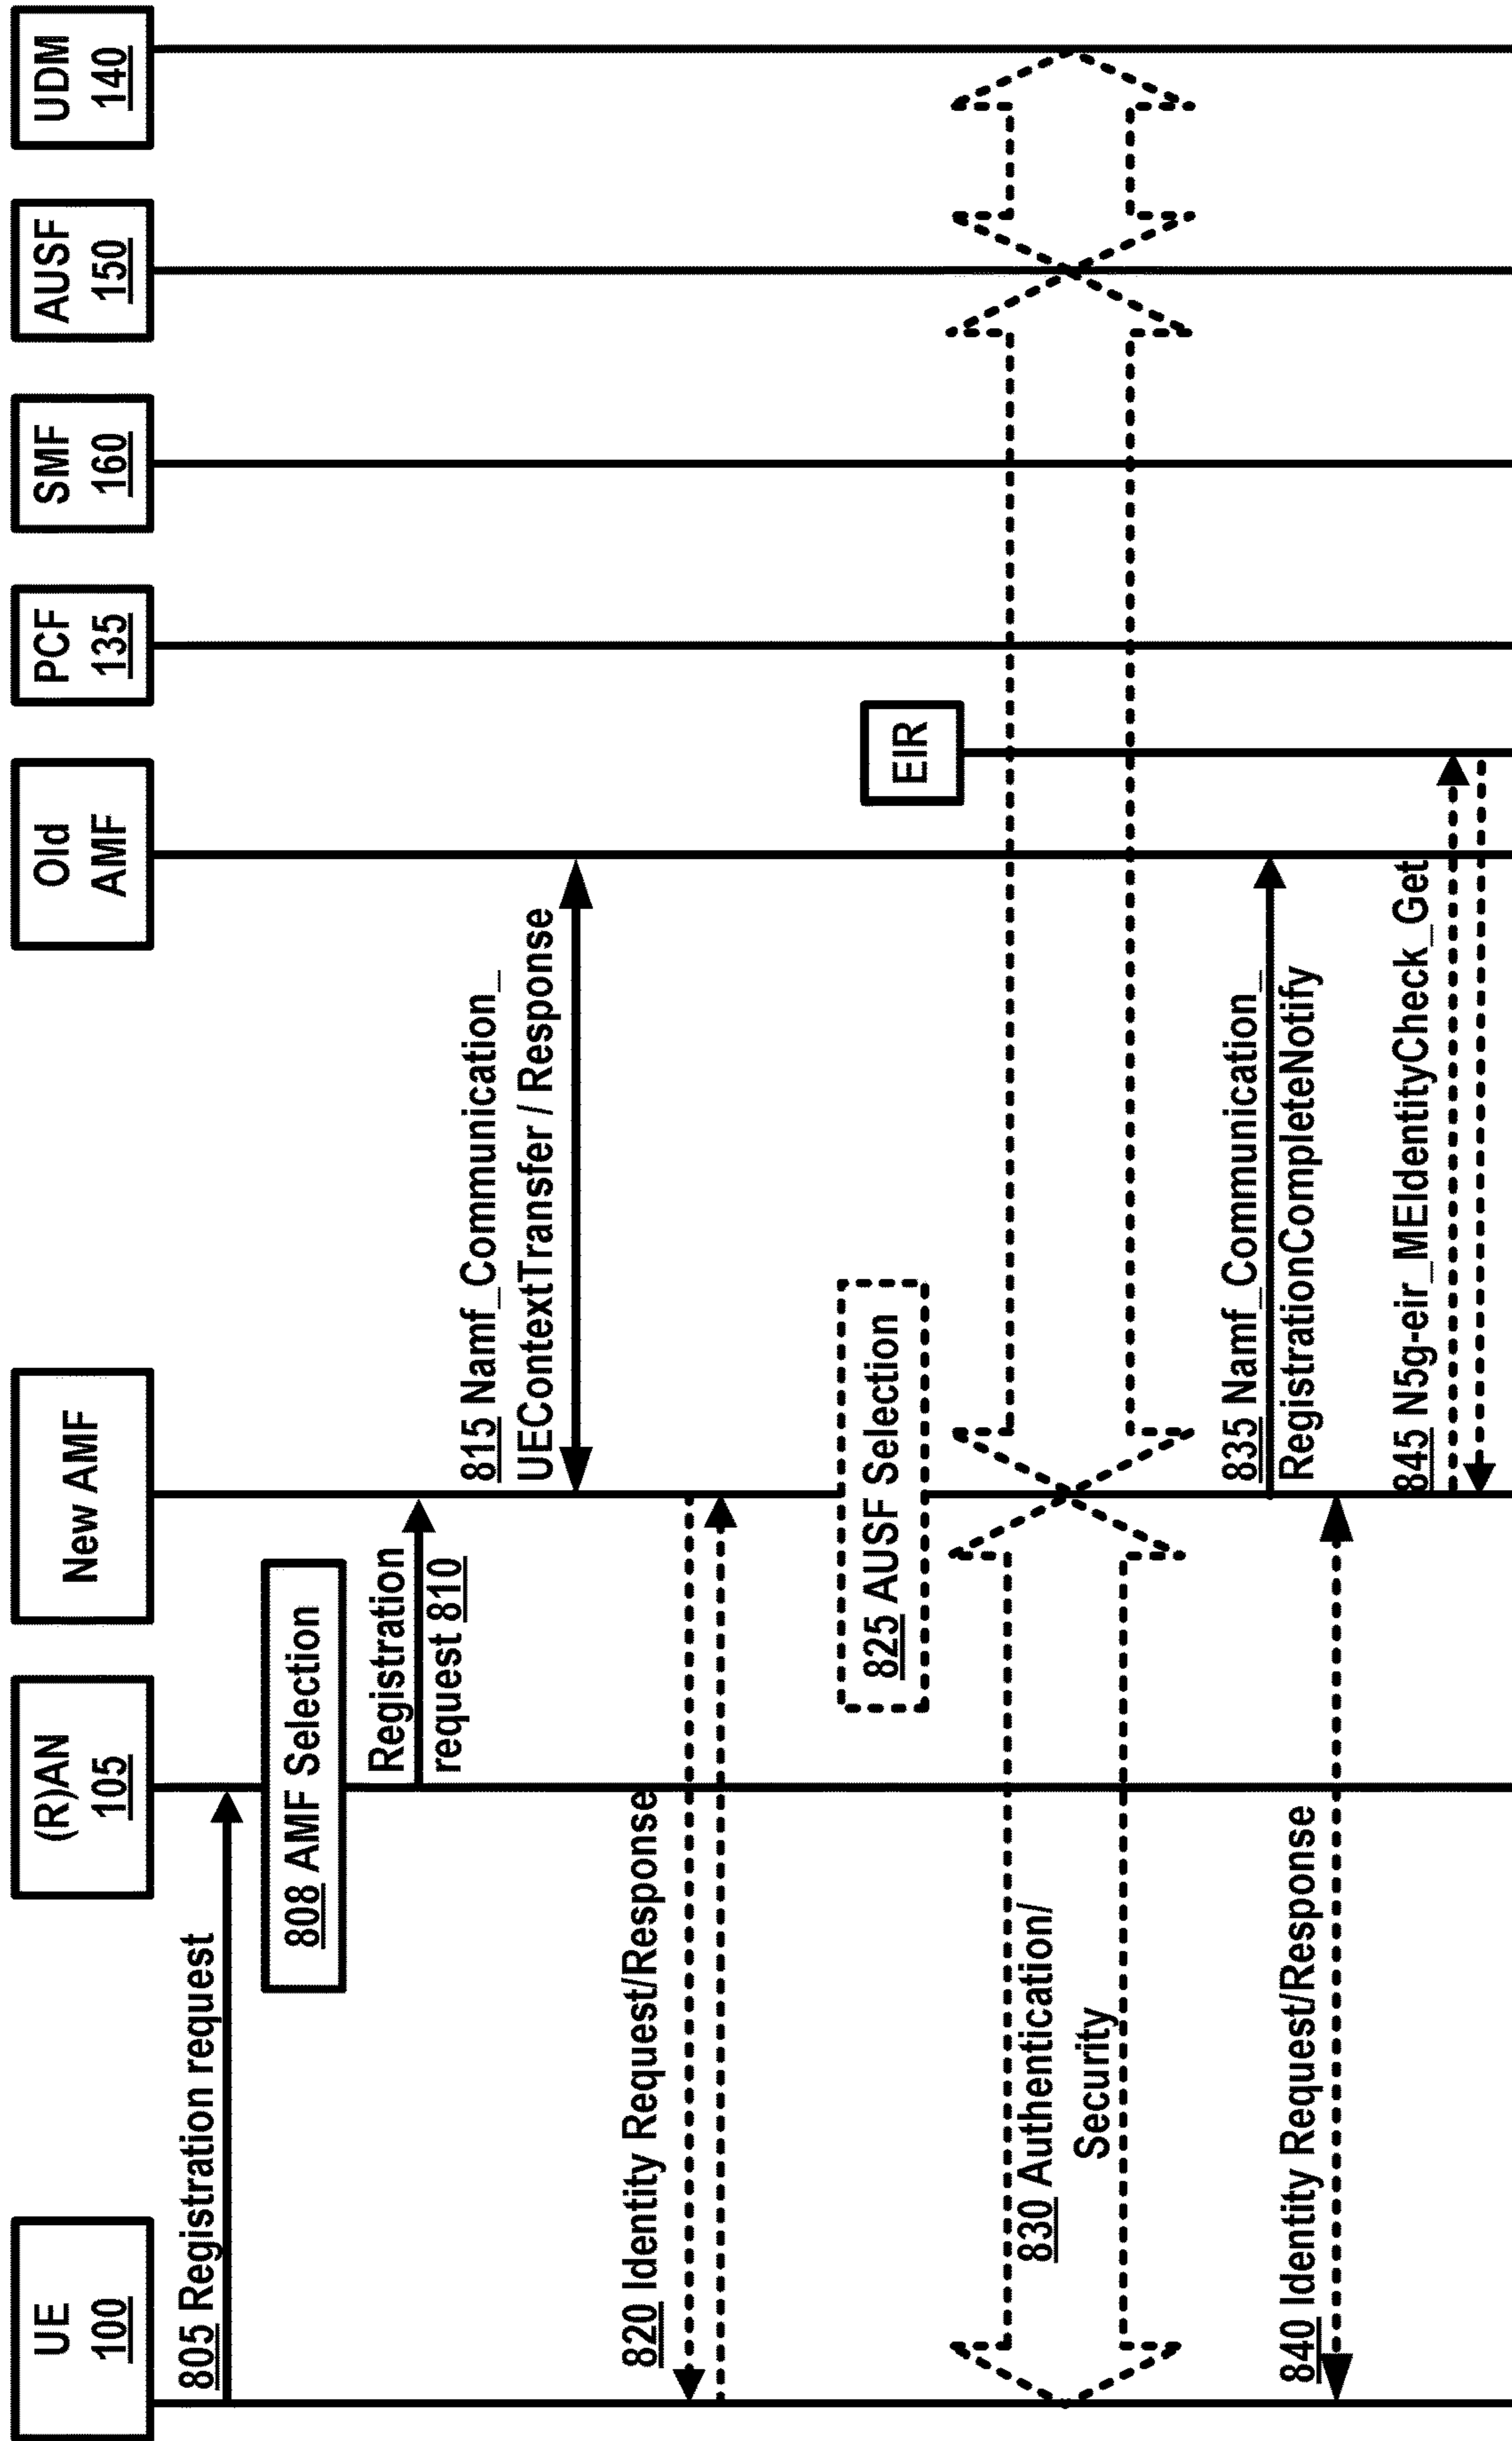 UE
100
(R)AN
105
New AMF
Old
AMF
PCF
135
SMF
160
AUSF
150
UDM
140
805 Registration request
808 AMF Selection
Registration
request 810
815 Namf_Communication_
UEContextTransfer / Response
820 Identity Request/Response
825 AUSF Selection
EIR
830 Authentication/
Security
835 Namf_Communication_
RegistrationCompleteNotify
840 Identity Request/Response
845 N5g-eir_MEIdentityCheck_Get